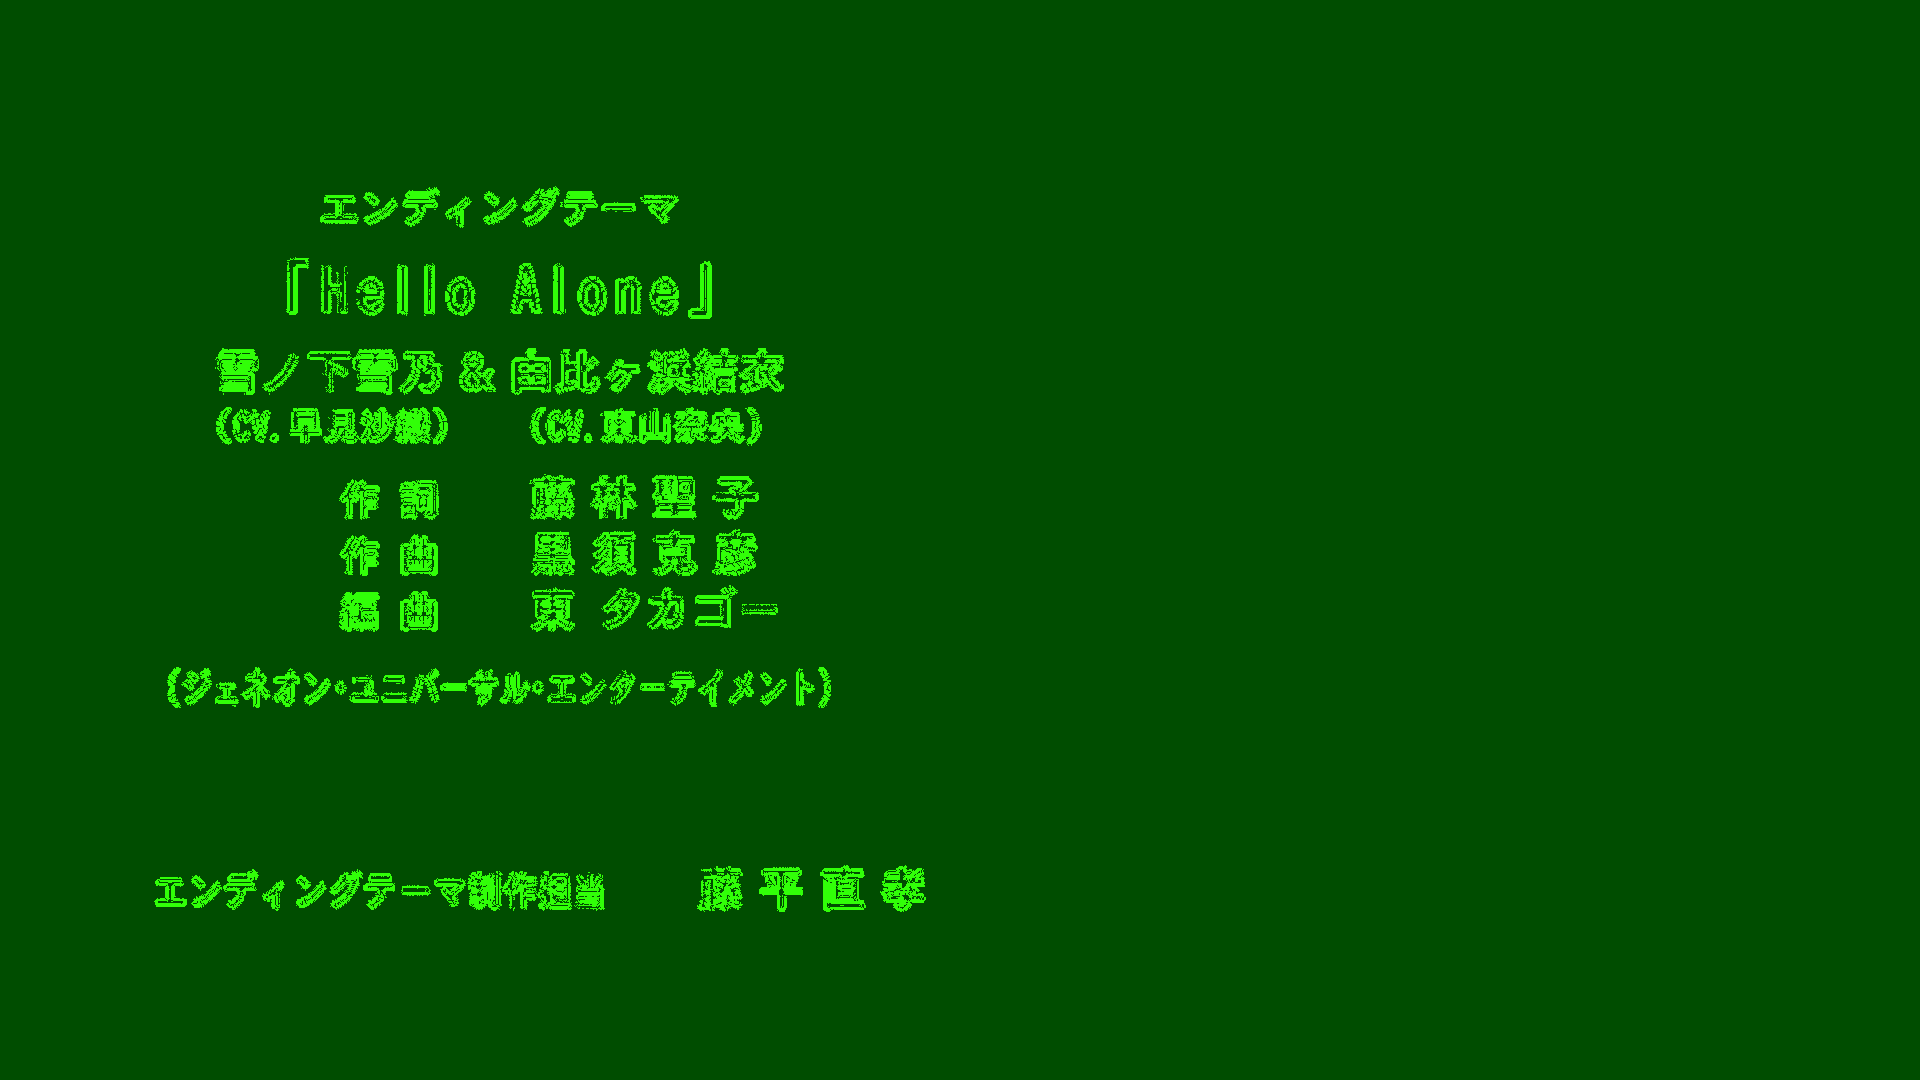 エンディングテーマ
「Hello Alone」
雪ノ下雪乃 & 由比ヶ浜結衣
(CV.早見沙織) (CV.東山奈央)
作詞 藤林聖子
作曲 黒須克彦
編曲 東 タカゴー
(ジェネオン・ユニバーサル・エンターテイメント)
エンディングテーマ制作担当 藤平直孝